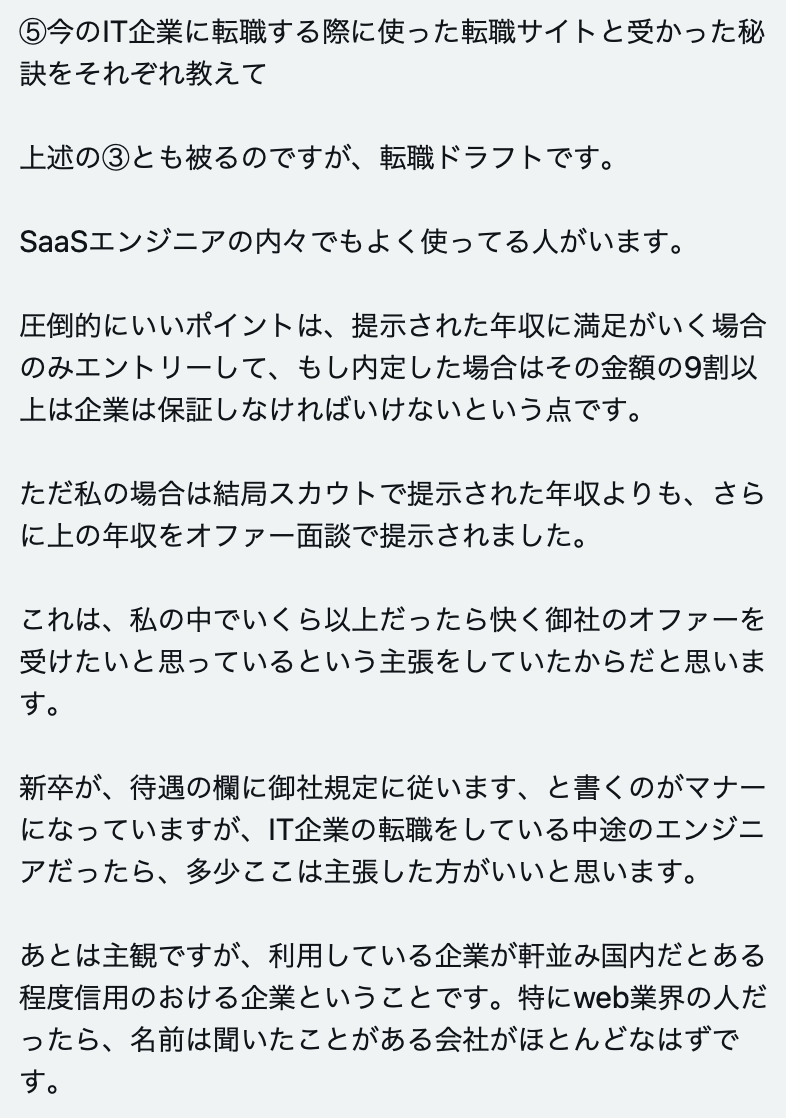 ⑤今のIT企業に転職する際に使った転職サイトと受かった秘
訣をそれぞれ教えて
上述の③とも被るのですが、転職ドラフトです。
SaaSエンジニアの内々でもよく使ってる人がいます。
圧倒的にいいポイントは、提示された年収に満足がいく場合
のみエントリーして、もし内定した場合はその金額の9割以
上は企業は保証しなければいけないという点です。
ただ私の場合は結局スカウトで提示された年収よりも、さら
に上の年収をオファー面談で提示されました。
これは、私の中でいくら以上だったら快く御社のオファーを
受けたいと思っているという主張をしていたからだと思いま
す。
新卒が、待遇の欄に御社規定に従います、と書くのがマナー
になっていますが、IT企業の転職をしている中途のエンジニ
アだったら、多少ここは主張した方がいいと思います。
あとは主観ですが、利用している企業が軒並み国内だとある
程度信用のおける企業ということです。特にweb業界の人だ
ったら、名前は聞いたことがある会社がほとんどなはずで
す。